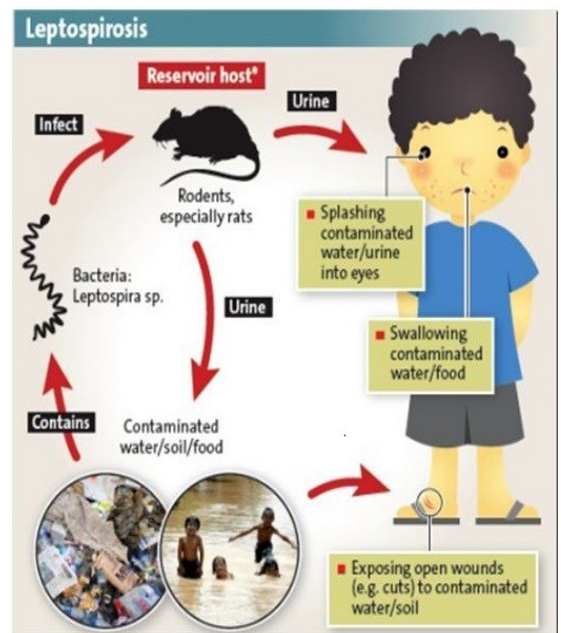 Leptospirosis
Reservoir host*
Urine
Infect
Rodents,
especially rats
■ Splashing
contaminated
water/urine
into eyes
Bacteria:
Leptospira sp.
Urine
■ Swallowing
contaminated
water/food
Contains
Contaminated
water/soil/food
■ Exposing open wounds
(e.g. cuts) to contaminated
water/soil